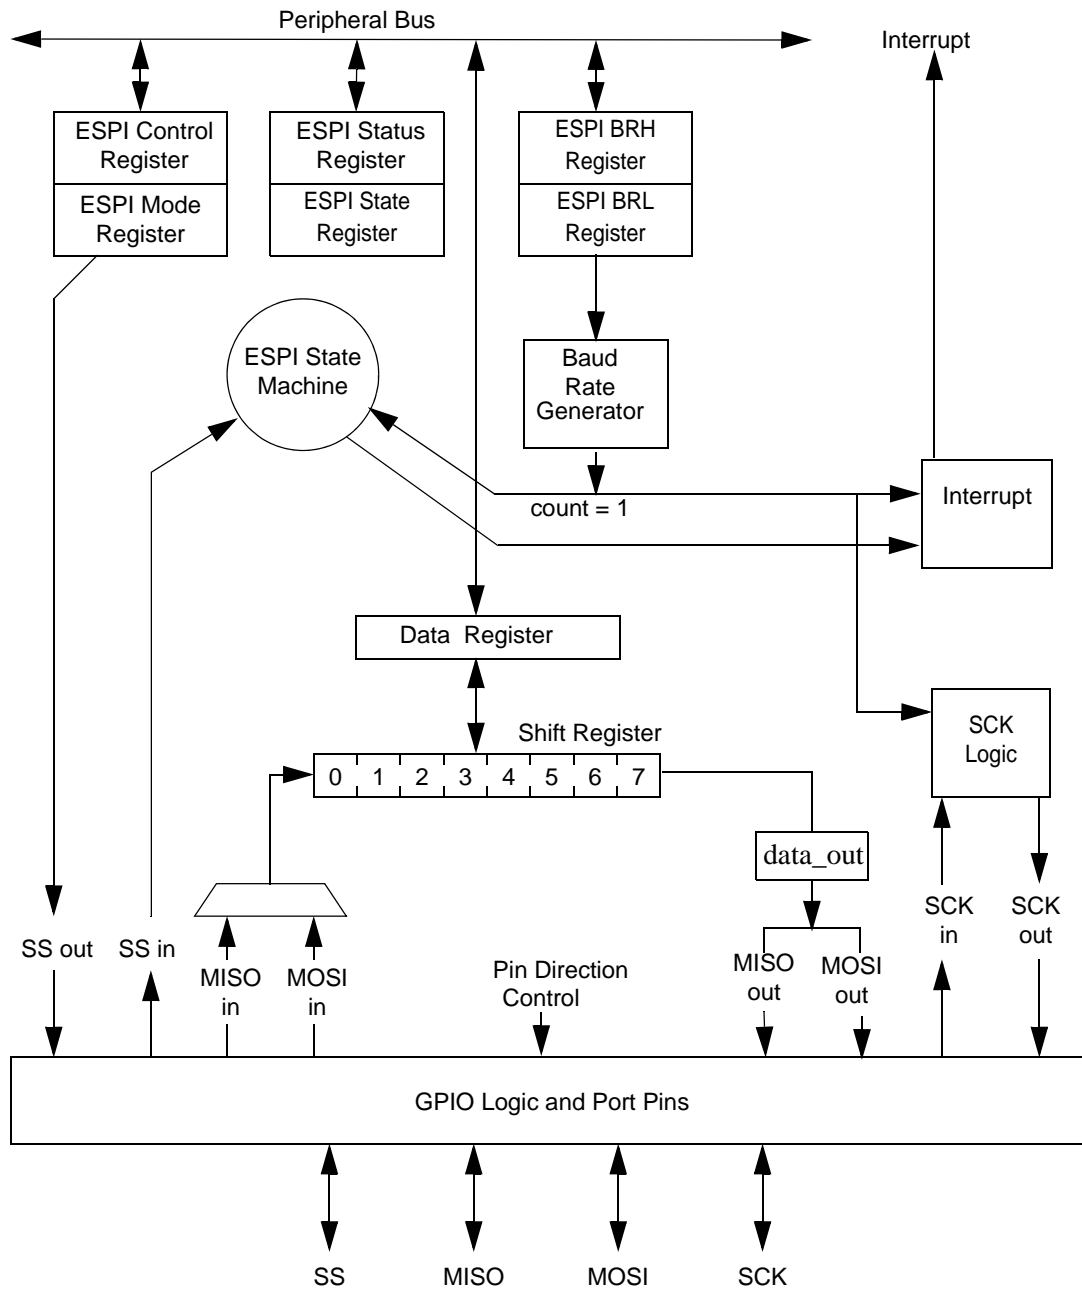 Peripheral Bus
Interrupt
ESPI Control
Register
ESPI Mode
Register
ESPI Status
Register
ESPI State
Register
ESPI BRH
Register
ESPI BRL
Register
ESPI State
Machine
Baud
Rate
Generator
count = 1
Interrupt
Data Register
Shift Register
0 1 2 3 4 5 6 7
SCK
Logic
data_out
SS out
SS in
MISO
in
MOSI
in
Pin Direction
Control
MISO
out
MOSI
out
SCK
in
SCK
out
GPIO Logic and Port Pins
SS
MISO
MOSI
SCK